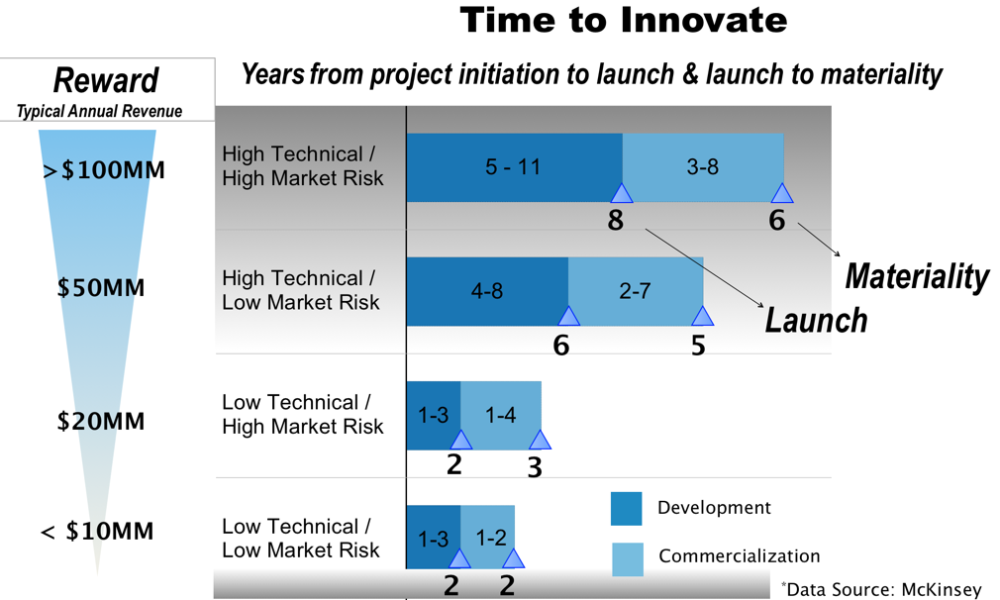 Time to Innovate
Reward
Typical Annual Revenue
Years from project initiation to launch & launch to materiality
>$100MM
High Technical /
High Market Risk
5 - 11
3-8
8
6
Materiality
Launch
$50MM
High Technical /
Low Market Risk
4-8
2-7
6
5
$20MM
Low Technical /
High Market Risk
1-3
1-4
2
3
< $10MM
Low Technical /
Low Market Risk
1-3
1-2
2
2
Development
Commercialization
*Data Source: McKinsey